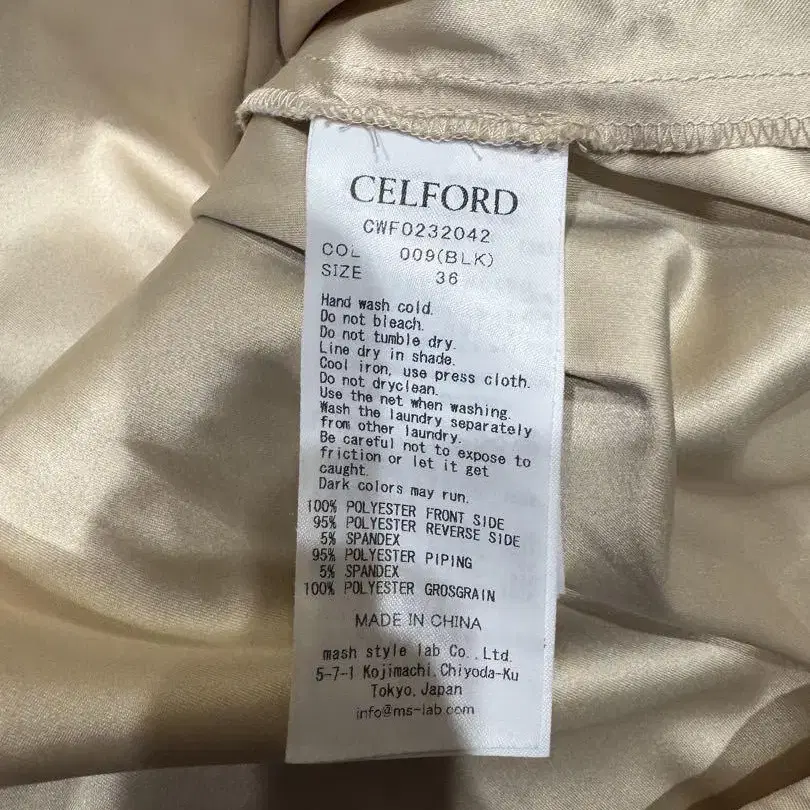 CELFORD
CWFO232042
COL 009(BLK)
SIZE 36
Hand wash cold.
Do not bleach.
Do not tumble dry.
Line dry in shade.
Cool iron, use press cloth.
Do not dryclean.
Use the net when washing.
Wash the laundry separately
from other laundry.
Be careful not to expose to
friction or let it get
caught.
Dark colors may run.
100% POLYESTER FRONT SIDE
95% POLYESTER REVERSE SIDE
5% SPANDEX
95% POLYESTER PIPING
5% SPANDEX
100% POLYESTER GROSGRAIN
MADE IN CHINA
mash style lab Co.,Ltd.
5-7-1 Kojimachi,Chiyoda-Ku
Tokyo,Japan
info@ms-lab.com